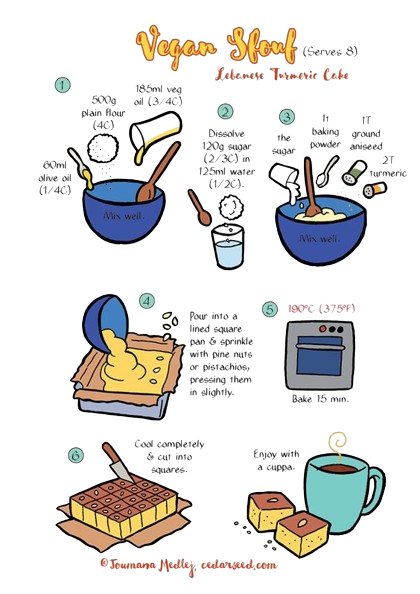 Vegan Sfouf (Serves 8)
Lebanese Turmeric Cake
1
60ml
olive oil
(1/4C)
500g
plain flour
(4C)
185ml veg
oil (3/4C)
Mix well.
2
Dissolve
120g sugar
(2/3C) in
125ml water
(1/2C).
3
the
sugar
1t
baking
powder
1T
ground
aniseed
2T
turmeric
Mix well.
4
Pour into a
lined square
pan & sprinkle
with pine nuts
or pistachios,
pressing them
in slightly.
5
190°C (375°F)
Bake 15 min.
6
Cool completely
& cut into
squares.
Enjoy with
a cuppa.
©Joumana Medlej, cedarseed.com